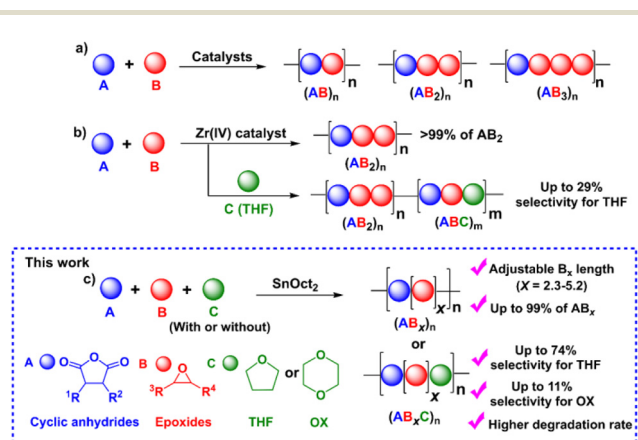 a) A + B Catalysts [ ]n (AB)n [ ]n (AB2)n [ ]n (AB3)n
b) A + B Zr(IV) catalyst [ ]n (AB2)n >99% of AB2
C (THF) [ ]n (AB2)n [ ]m (ABC)m Up to 29% selectivity for THF
This work
c) A + B + C (With or without) SnOct2 [ [ ]x ]n (ABx)n
or
[ [ ]x ]n (ABxC)n
✓ Adjustable Bx length
(X = 2.3-5.2)
✓ Up to 99% of ABx
✓ Up to 74%
selectivity for THF
✓ Up to 11%
selectivity for OX
✓ Higher degradation rate
A O O O 1R R2
Cyclic anhydrides
B O 3R R4
Epoxides
C O
THF
or
O O
OX